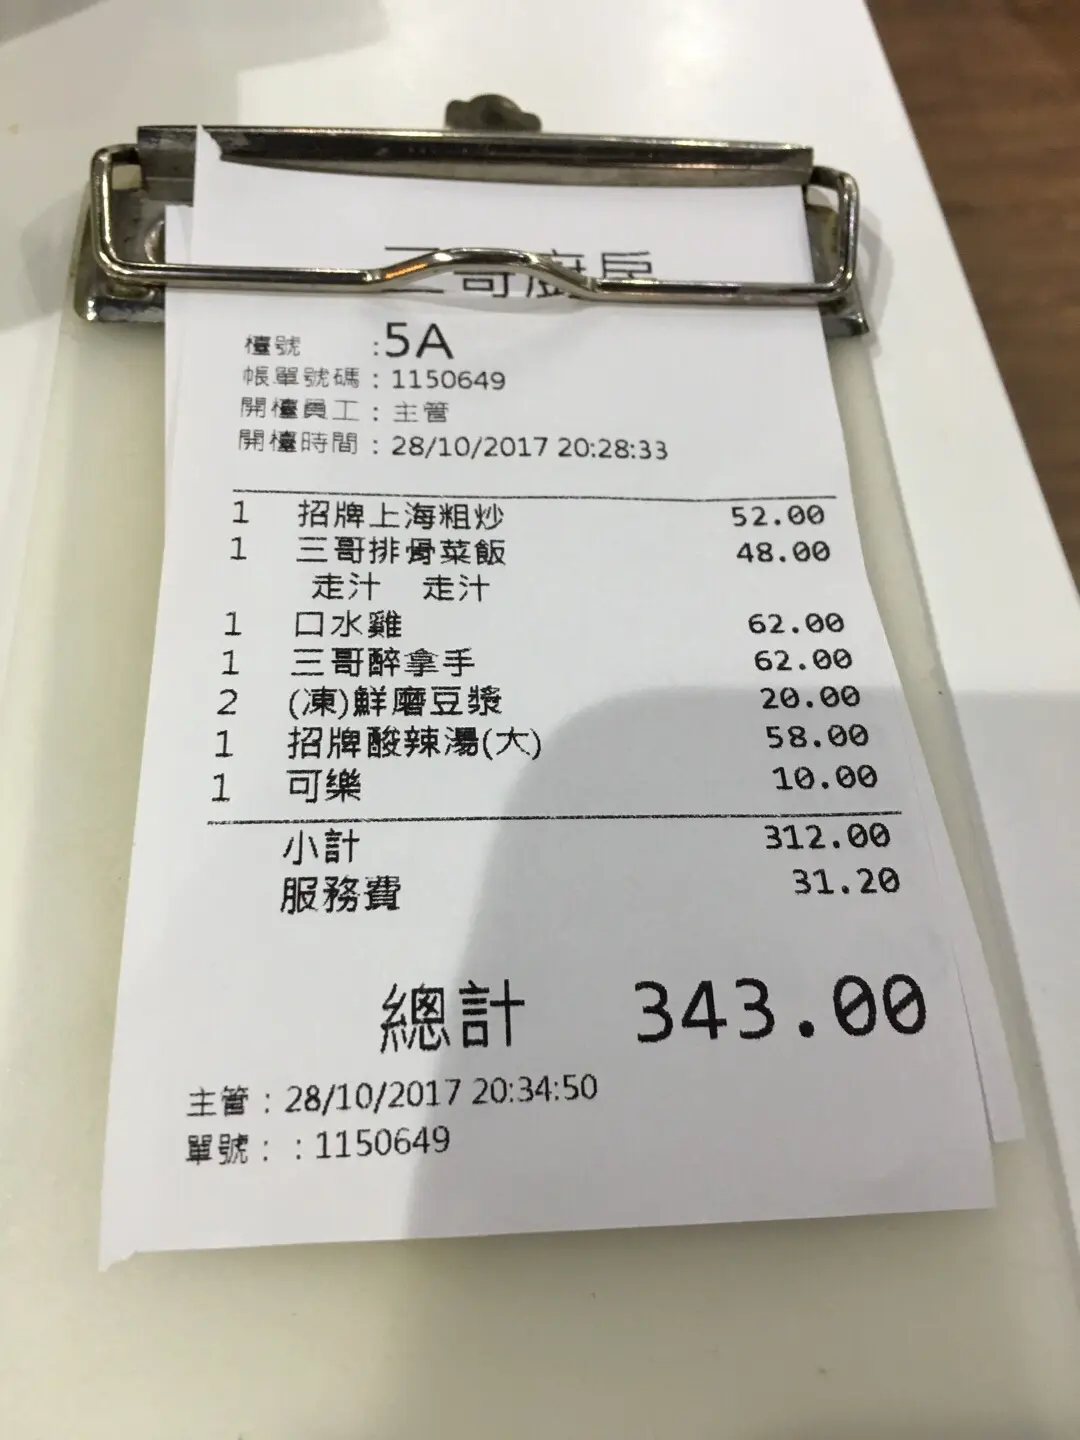 三哥廚房
檯號 :5A
帳單號碼 : 1150649
開檯員工 : 主管
開檯時間 : 28/10/2017 20:28:33
1 招牌上海粗炒 52.00
1 三哥排骨菜飯 48.00
走汁 走汁
1 口水雞 62.00
1 三哥醉拿手 62.00
2 (凍)鮮磨豆漿 20.00
1 招牌酸辣湯(大) 58.00
1 可樂 10.00
小計 312.00
服務費 31.20
總計 343.00
主管 : 28/10/2017 20:34:50
單號 : : 1150649